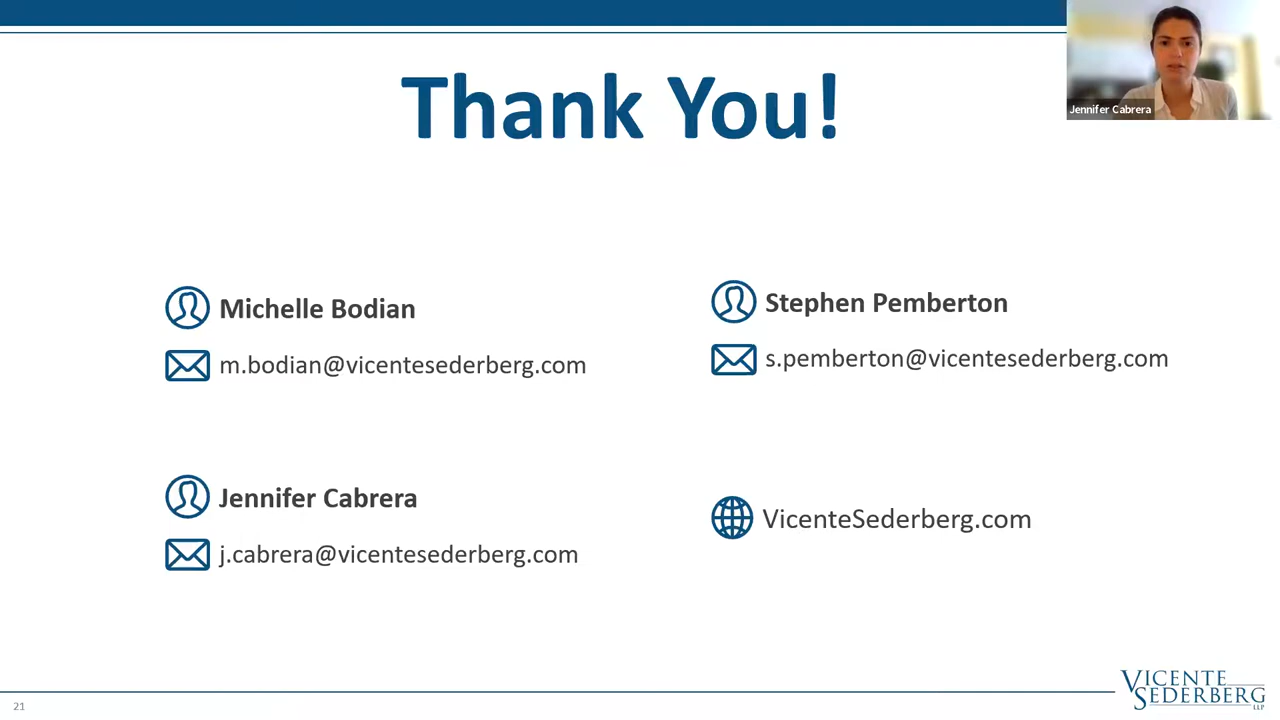 Jennifer Cabrera
Thank You!
Michelle Bodian
m.bodian@vicentesederberg.com
Stephen Pemberton
s.pemberton@vicentesederberg.com
Jennifer Cabrera
j.cabrera@vicentesederberg.com
VicenteSederberg.com
21
VICENTE
SEDERBERG
LLP